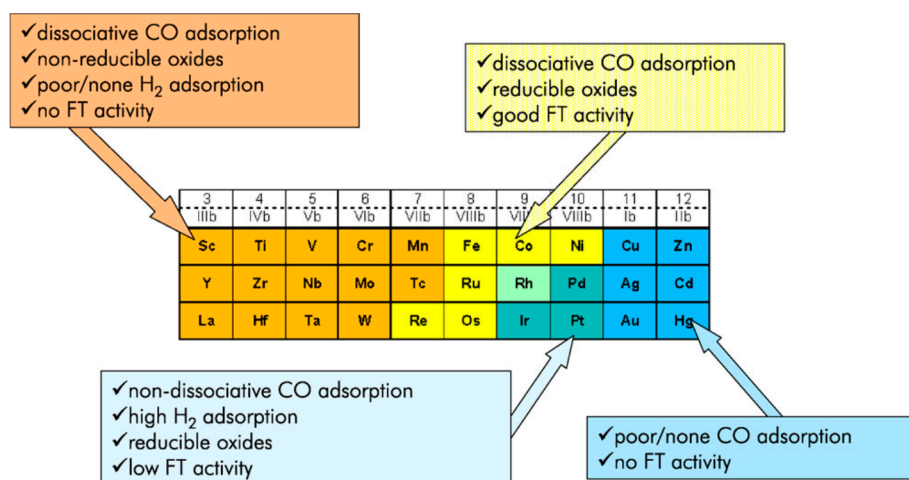 ✓dissociative CO adsorption
✓non-reducible oxides
✓poor/none H₂ adsorption
✓no FT activity
✓dissociative CO adsorption
✓reducible oxides
✓good FT activity
3 4 5 6 7 8 9 10 11 12
IIIb IVb Vb VIb VIIb VIIIb VIII VIIIb Ib IIb
Sc Ti V Cr Mn Fe Co Ni Cu Zn
Y Zr Nb Mo Tc Ru Rh Pd Ag Cd
La Hf Ta W Re Os Ir Pt Au Hg
✓non-dissociative CO adsorption
✓high H₂ adsorption
✓reducible oxides
✓low FT activity
✓poor/none CO adsorption
✓no FT activity